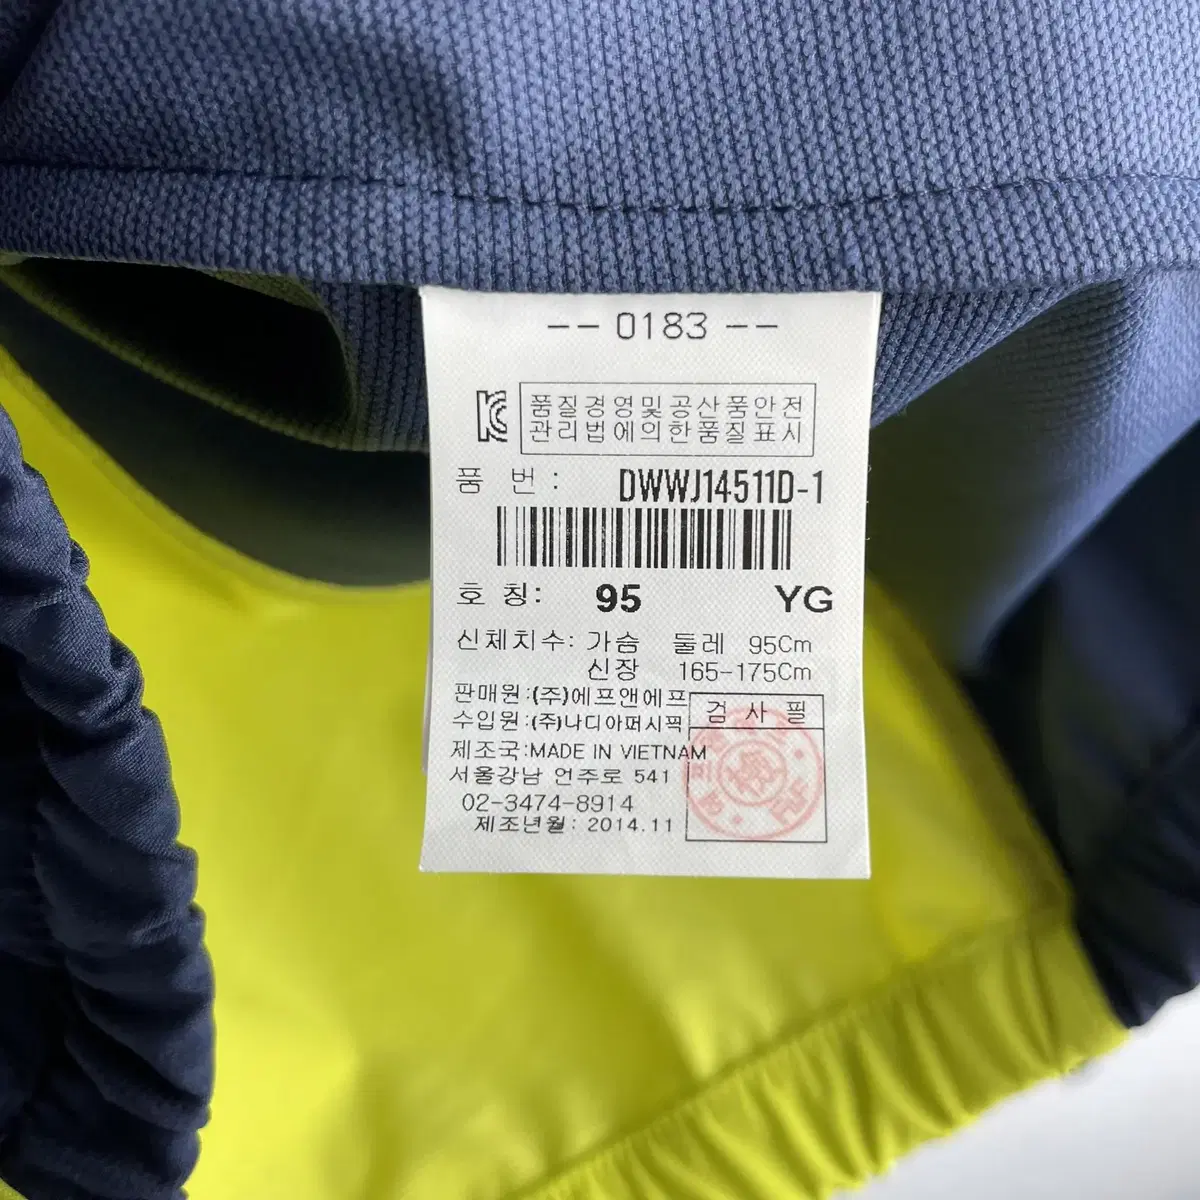 -- 0183 --
품질경영및공산품안전
관리법에의한품질표시
품 번 : DWWJ14511D-1
호 칭: 95 YG
신체치수: 가슴 둘레 95Cm
신장 165-175Cm
판매원:(주)에프앤에프
수입원:(주)나디아퍼시픽
검 사 필
제조국:MADE IN VIETNAM
서울강남 언주로 541
02-3474-8914
제조년월: 2014.11